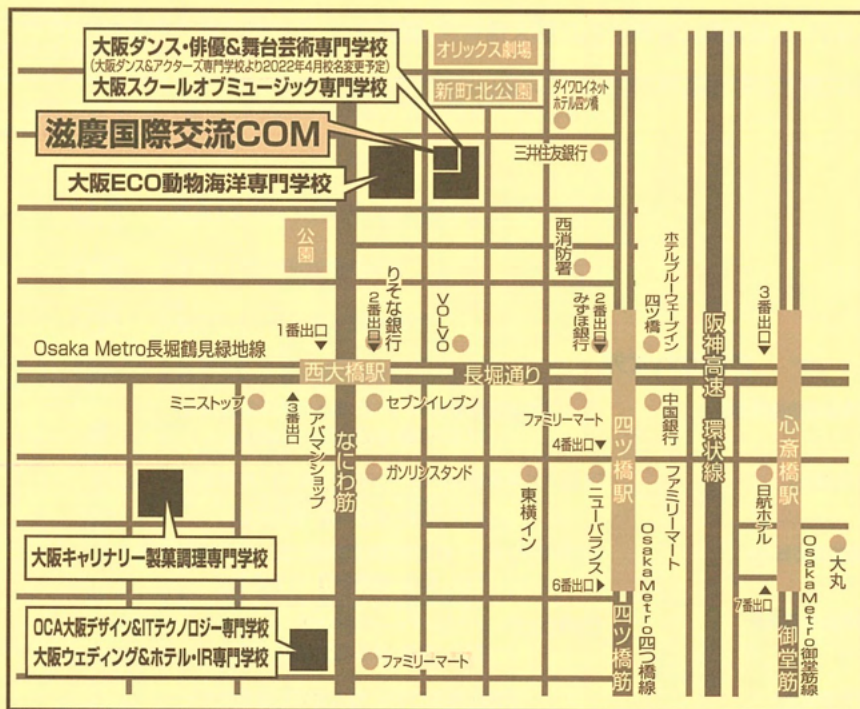 大阪ダンス・俳優&舞台芸術専門学校
(大阪ダンス&アクターズ専門学校より2022年4月校名変更予定)
大阪スクールオブミュージック専門学校
滋慶国際交流COM
大阪ECO動物海洋専門学校
オリックス劇場
新町北公園
ダイワロイネット
ホテル四ツ橋
三井住友銀行
公園
西消防署
ホテルブルーウェーブイン
四ツ橋
りそな銀行
2番出口
VOLVO
2番出口
みずほ銀行
阪神高速 環状線
3番出口
1番出口
Osaka Metro長堀鶴見緑地線
西大橋駅
長堀通り
ミニストップ
3番出口
アパマンショップ
なにわ筋
セブンイレブン
ファミリーマート
4番出口
四ツ橋駅
中国銀行
心斎橋駅
ガソリンスタンド
東横イン
ニューバランス
ファミリーマート
日航ホテル
大阪キャリナリー製菓調理専門学校
6番出口
7番出口
大丸
Osaka Metro四つ橋線
Osaka Metro御堂筋線
四ツ橋筋
御堂筋
OCA大阪デザイン&ITテクノロジー専門学校
大阪ウェディング&ホテル・IR専門学校
ファミリーマート